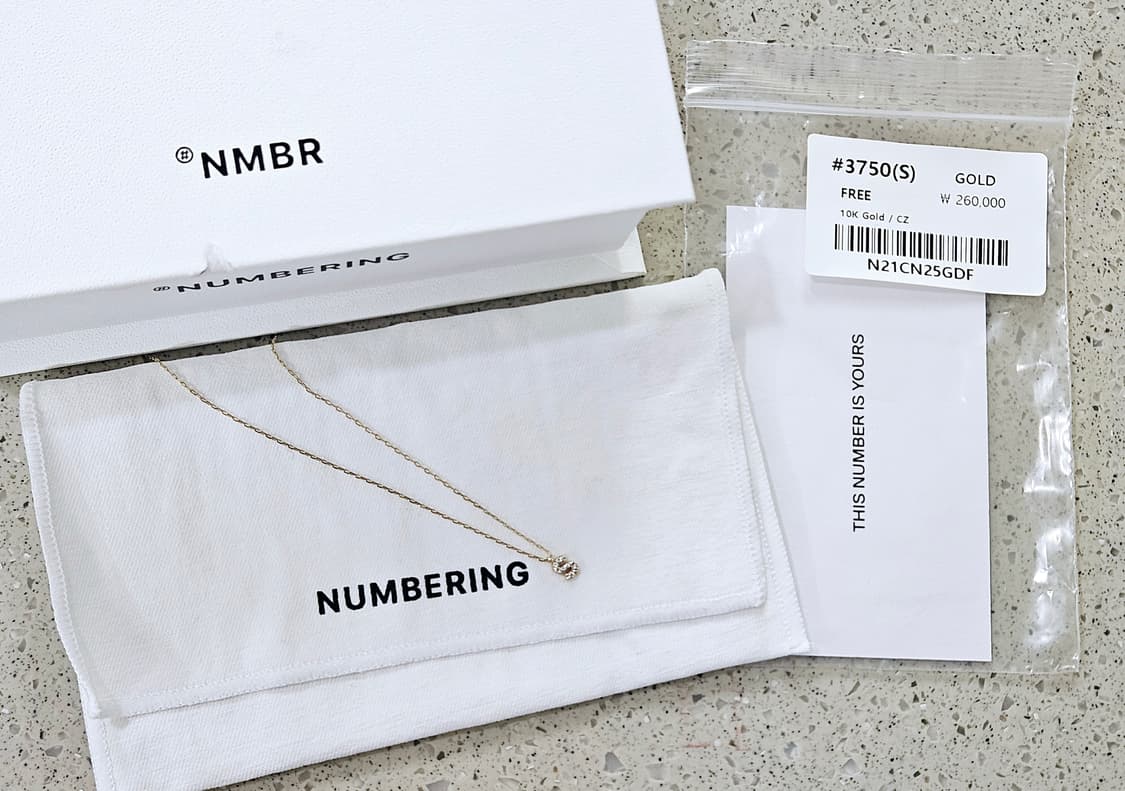 NMBR
NUMBERING
#3750(S)
GOLD
FREE
₩ 260,000
10K Gold / CZ
N21CN25GDF
THIS NUMBER IS YOURS
NUMBERING